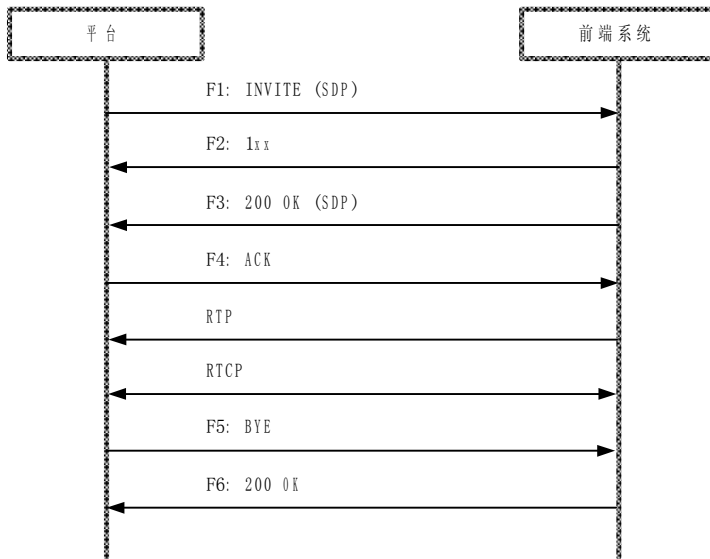 平台
前端系统
F1: INVITE (SDP)
F2: 1xx
F3: 200 OK (SDP)
F4: ACK
RTP
RTCP
F5: BYE
F6: 200 OK